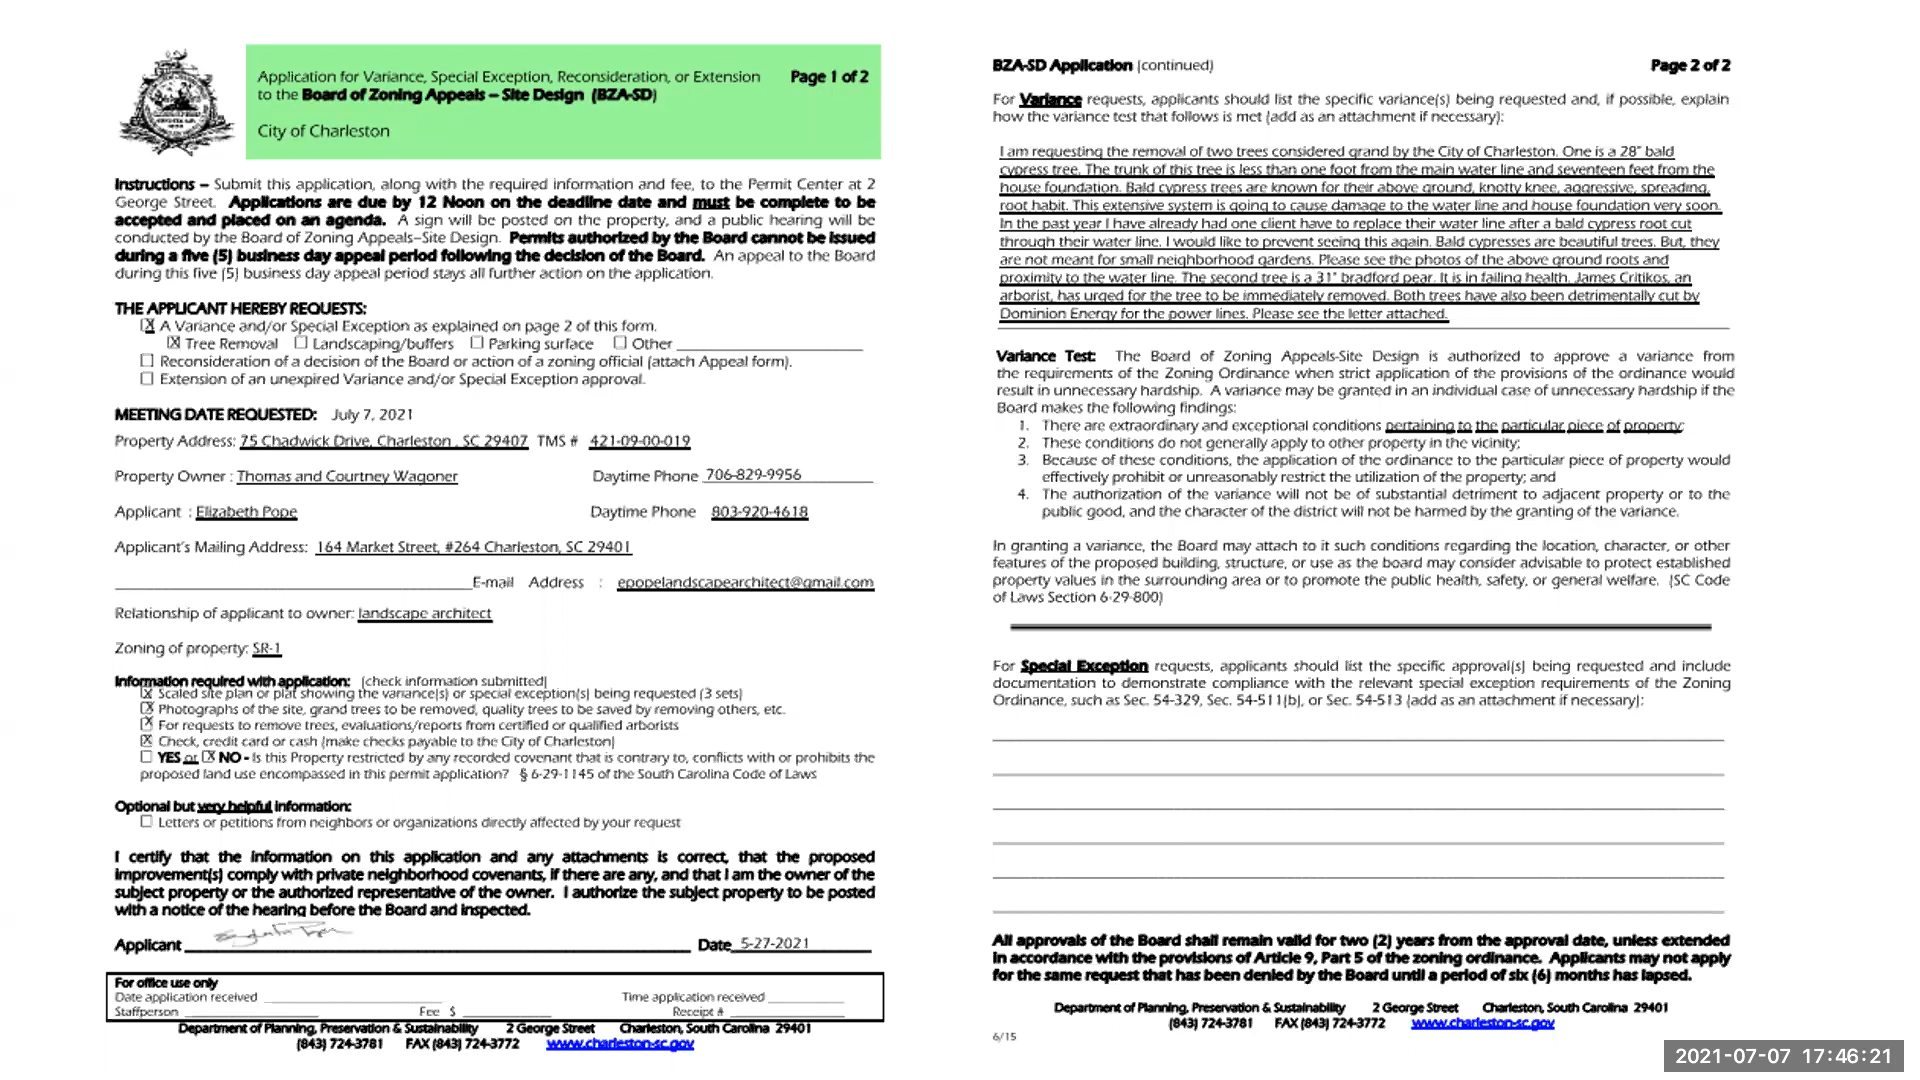 Application for Variance, Special Exception, Reconsideration, or Extension Page 1 of 2
to the Board of Zoning Appeals – Site Design (BZA-SD)
City of Charleston
Instructions – Submit this application, along with the required information and fee, to the Permit Center at 2
George Street. Applications are due by 12 Noon on the deadline date and must be complete to be
accepted and placed on an agenda. A sign will be posted on the property, and a public hearing will be
conducted by the Board of Zoning Appeals–Site Design. Permits authorized by the Board cannot be issued
during a five (5) business day appeal period following the decision of the Board. An appeal to the Board
during this five (5) business day appeal period stays all further action on the application.
THE APPLICANT HEREBY REQUESTS:
☒ A Variance and/or Special Exception as explained on page 2 of this form.
☒ Tree Removal ☐ Landscaping/buffers ☐ Parking surface ☐ Other
☐ Reconsideration of a decision of the Board or action of a zoning official (attach Appeal form).
☐ Extension of an unexpired Variance and/or Special Exception approval.
MEETING DATE REQUESTED: July 7, 2021
Property Address: 75 Chadwick Drive, Charleston , SC 29407 TMS # 421-09-00-019
Property Owner : Thomas and Courtney Wagoner Daytime Phone 706-829-9956
Applicant : Elizabeth Pope Daytime Phone 803-920-4618
Applicant's Mailing Address: 164 Market Street, #264 Charleston, SC 29401
E-mail Address : epopelandscapearchitect@gmail.com
Relationship of applicant to owner: landscape architect
Zoning of property: SR-1
Information required with application: (check information submitted)
☒ Scaled site plan or plat showing the variance(s) or special exception(s) being requested (3 sets)
☒ Photographs of the site, grand trees to be removed, quality trees to be saved by removing others, etc.
☒ For requests to remove trees, evaluations/reports from certified or qualified arborists
☒ Check, credit card or cash (make checks payable to the City of Charleston)
☐ YES or ☒ NO - Is this Property restricted by any recorded covenant that is contrary to, conflicts with or prohibits the
proposed land use encompassed in this permit application? § 6-29-1145 of the South Carolina Code of Laws
Optional but very helpful information:
☐ Letters or petitions from neighbors or organizations directly affected by your request
I certify that the information on this application and any attachments is correct, that the proposed
improvement(s) comply with private neighborhood covenants, if there are any, and that I am the owner of the
subject property or the authorized representative of the owner. I authorize the subject property to be posted
with a notice of the hearing before the Board and inspected.
Applicant Date 5-27-2021
For office use only
Date application received Time application received
Staffperson Fee $ Receipt #
Department of Planning, Preservation & Sustainability 2 George Street Charleston, South Carolina 29401
(843) 724-3781 FAX (843) 724-3772 www.charleston-sc.gov
BZA-SD Application (continued) Page 2 of 2
For Variance requests, applicants should list the specific variance(s) being requested and, if possible, explain
how the variance test that follows is met (add as an attachment if necessary):
I am requesting the removal of two trees considered grand by the City of Charleston. One is a 28" bald
cypress tree. The trunk of this tree is less than one foot from the main water line and seventeen feet from the
house foundation. Bald cypress trees are known for their above ground, knotty knee, aggressive, spreading,
root habit. This extensive system is going to cause damage to the water line and house foundation very soon.
In the past year I have already had one client have to replace their water line after a bald cypress root cut
through their water line. I would like to prevent seeing this again. Bald cypresses are beautiful trees. But, they
are not meant for small neighborhood gardens. Please see the photos of the above ground roots and
proximity to the water line. The second tree is a 31" bradford pear. It is in failing health. James Critikos, an
arborist, has urged for the tree to be immediately removed. Both trees have also been detrimentally cut by
Dominion Energy for the power lines. Please see the letter attached.
Variance Test: The Board of Zoning Appeals-Site Design is authorized to approve a variance from
the requirements of the Zoning Ordinance when strict application of the provisions of the ordinance would
result in unnecessary hardship. A variance may be granted in an individual case of unnecessary hardship if the
Board makes the following findings:
1. There are extraordinary and exceptional conditions pertaining to the particular piece of property;
2. These conditions do not generally apply to other property in the vicinity;
3. Because of these conditions, the application of the ordinance to the particular piece of property would
effectively prohibit or unreasonably restrict the utilization of the property; and
4. The authorization of the variance will not be of substantial detriment to adjacent property or to the
public good, and the character of the district will not be harmed by the granting of the variance.
In granting a variance, the Board may attach to it such conditions regarding the location, character, or other
features of the proposed building, structure, or use as the board may consider advisable to protect established
property values in the surrounding area or to promote the public health, safety, or general welfare. (SC Code
of Laws Section 6-29-800)
For Special Exception requests, applicants should list the specific approval(s) being requested and include
documentation to demonstrate compliance with the relevant special exception requirements of the Zoning
Ordinance, such as Sec. 54-329, Sec. 54-511(b), or Sec. 54-513 (add as an attachment if necessary):
All approvals of the Board shall remain valid for two (2) years from the approval date, unless extended
in accordance with the provisions of Article 9, Part 5 of the zoning ordinance. Applicants may not apply
for the same request that has been denied by the Board until a period of six (6) months has lapsed.
Department of Planning, Preservation & Sustainability 2 George Street Charleston, South Carolina 29401
(843) 724-3781 FAX (843) 724-3772 www.charleston-sc.gov
6/15
2021-07-07 17:46:21